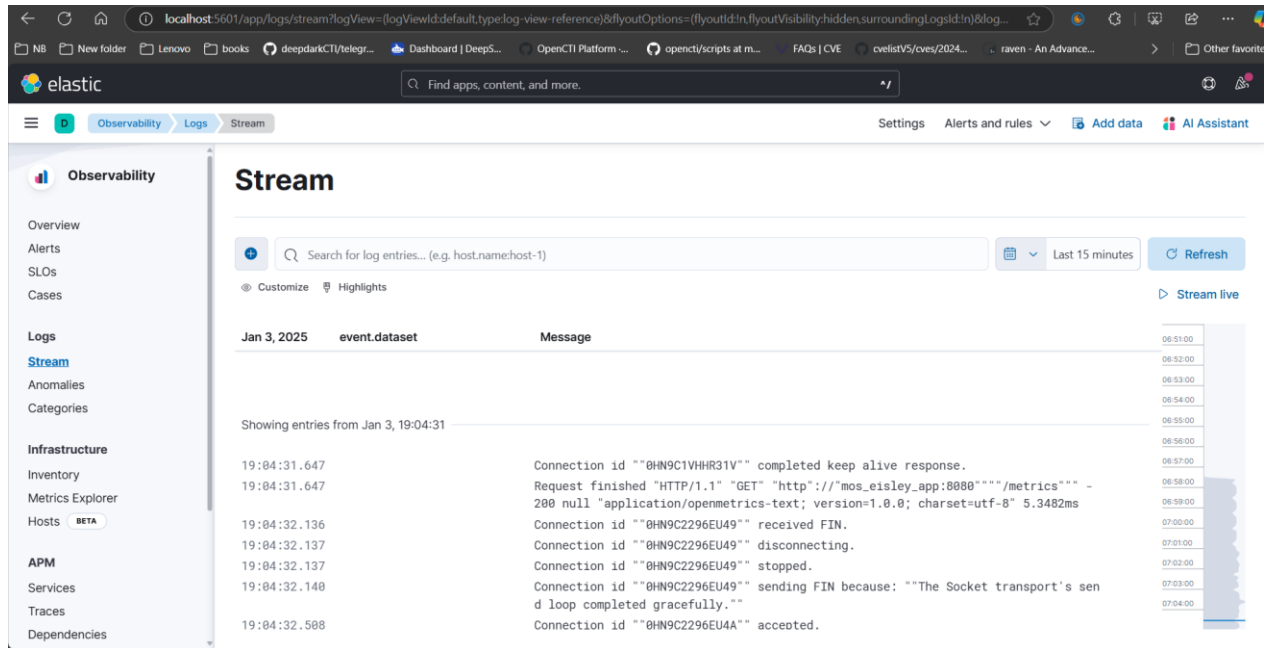 localhost:5601/app/logs/stream?logView=(logViewId:default,type:log-view-reference)&flyoutOptions=(flyoutId:!n,flyoutVisibility:hidden,surroundingLogsId:!n)&log...
NB New folder Lenovo books deepdarkCTI/telegr... Dashboard | DeepS... OpenCTI Platform -... opencti/scripts at m... FAQs | CVE cvelistV5/cves/2024... raven - An Advance... Other favorite
elastic Find apps, content, and more. ^/
D Observability Logs Stream Settings Alerts and rules Add data AI Assistant
Observability
Overview
Alerts
SLOs
Cases
Logs
Stream
Anomalies
Categories
Infrastructure
Inventory
Metrics Explorer
Hosts BETA
APM
Services
Traces
Dependencies
Stream
Search for log entries... (e.g. host.name:host-1) Last 15 minutes Refresh
Customize Highlights Stream live
Jan 3, 2025 event.dataset Message
Showing entries from Jan 3, 19:04:31
19:04:31.647 Connection id ""0HN9C1VHHR31V"" completed keep alive response.
19:04:31.647 Request finished "HTTP/1.1" "GET" "http"://"mos_eisley_app:8080""""/metrics""" -
200 null "application/openmetrics-text; version=1.0.0; charset=utf-8" 5.3482ms
19:04:32.136 Connection id ""0HN9C2296EU49"" received FIN.
19:04:32.137 Connection id ""0HN9C2296EU49"" disconnecting.
19:04:32.137 Connection id ""0HN9C2296EU49"" stopped.
19:04:32.140 Connection id ""0HN9C2296EU49"" sending FIN because: ""The Socket transport's sen
d loop completed gracefully.""
19:04:32.508 Connection id ""0HN9C2296EU4A"" accepted.
06:51:00
06:52:00
06:53:00
06:54:00
06:55:00
06:56:00
06:57:00
06:58:00
06:59:00
07:00:00
07:01:00
07:02:00
07:03:00
07:04:00